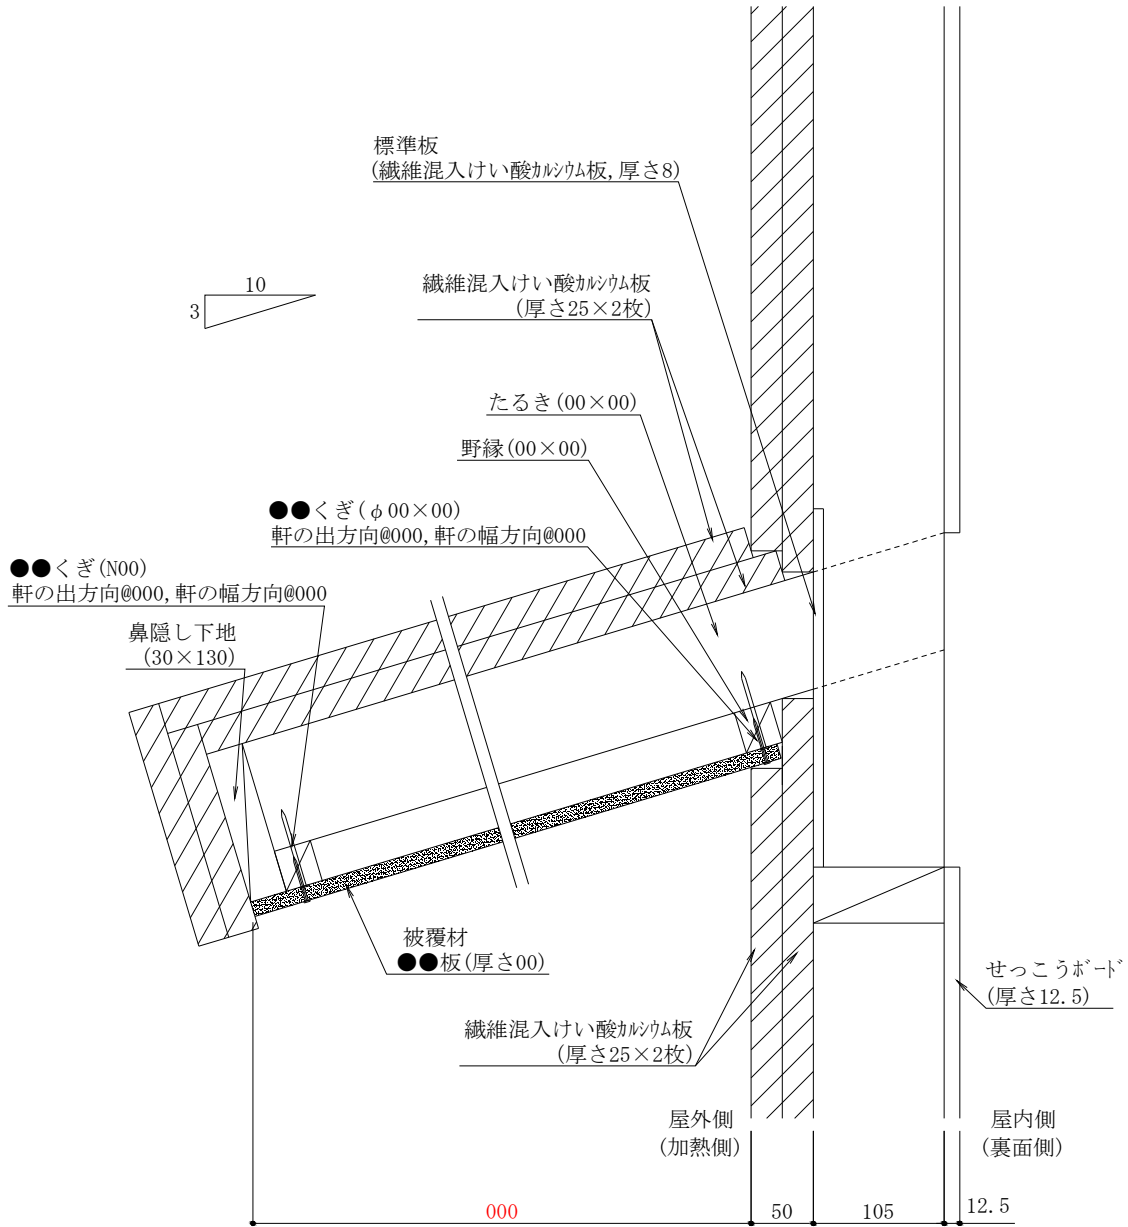 標準板
(繊維混入けい酸ｶﾙｼｳﾑ板,厚さ8)
10
3
繊維混入けい酸ｶﾙｼｳﾑ板
(厚さ25×2枚)
たるき(00×00)
野縁(00×00)
●●くぎ(φ00×00)
軒の出方向@000,軒の幅方向@000
●●くぎ(N00)
軒の出方向@000,軒の幅方向@000
鼻隠し下地
(30×130)
被覆材
●●板(厚さ00)
せっこうﾎﾞｰﾄﾞ
(厚さ12.5)
繊維混入けい酸ｶﾙｼｳﾑ板
(厚さ25×2枚)
屋外側
(加熱側)
屋内側
(裏面側)
000
50
105
12.5